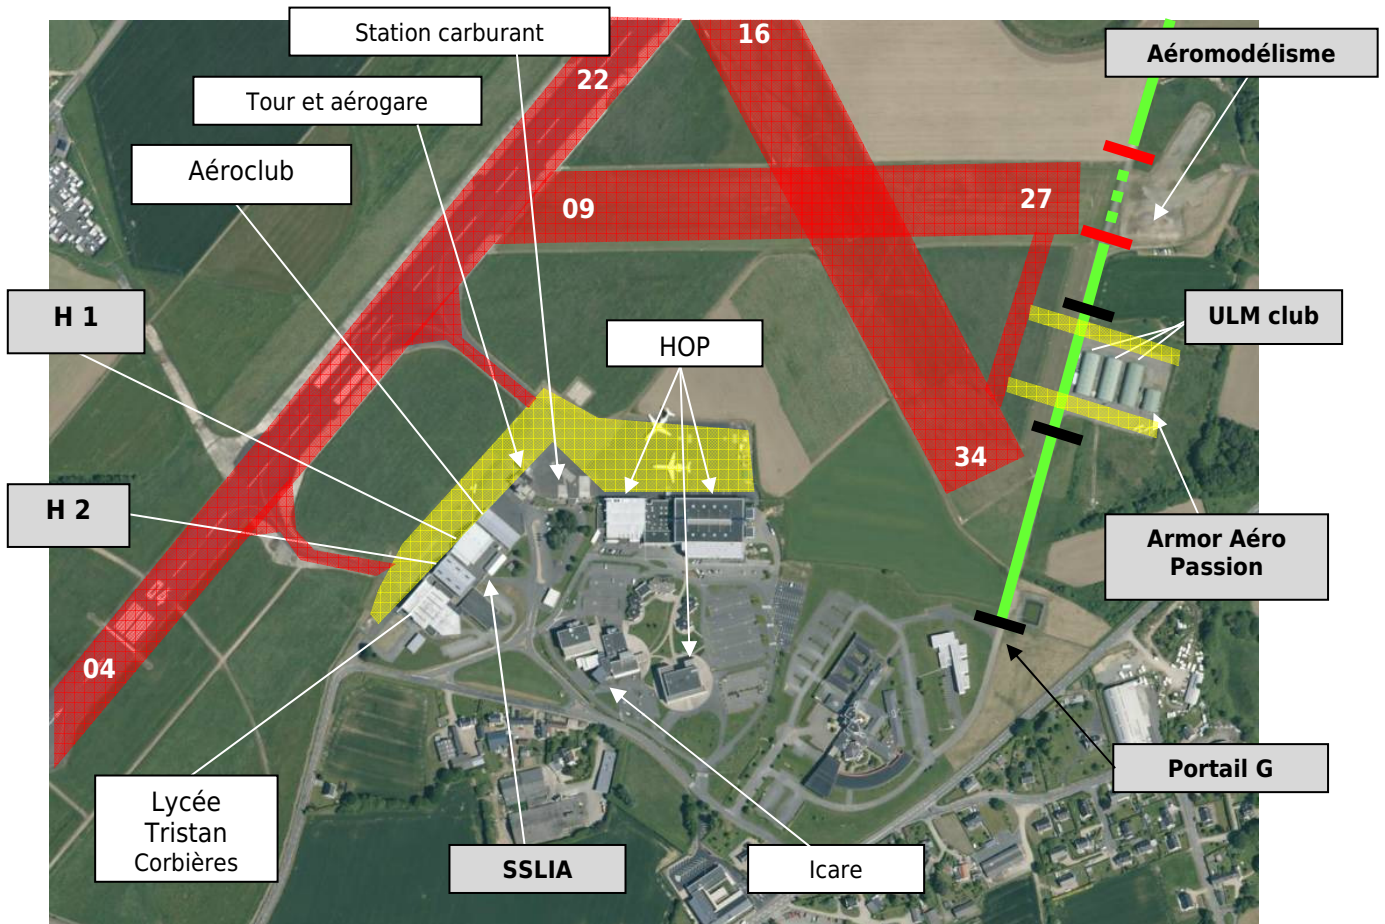 Station carburant
16
Aéromodélisme
22
Tour et aérogare
Aéroclub
09
27
H 1
ULM club
HOP
34
H 2
Armor Aéro
Passion
04
Portail G
Lycée
Tristan
Corbières
SSLIA
Icare